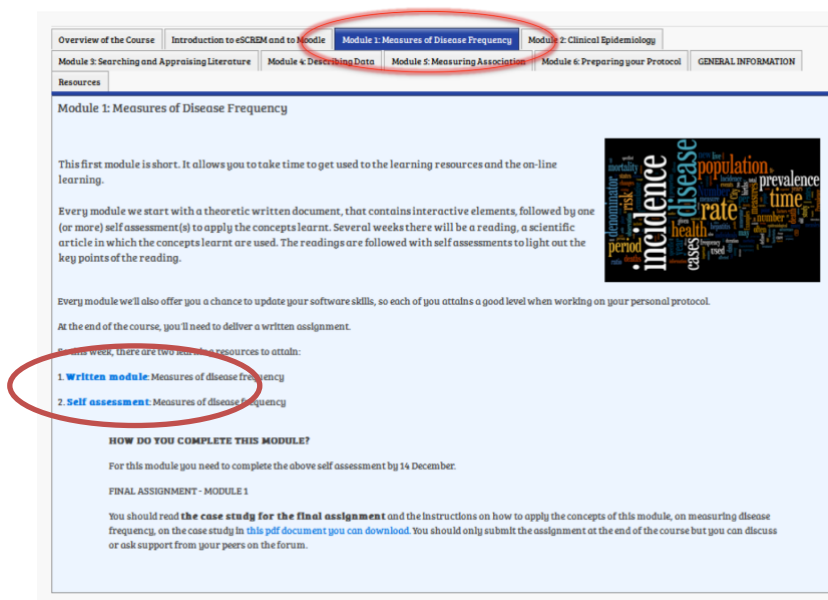 Overview of the Course Introduction to eSCREM and to Moodle Module 1: Measures of Disease Frequency Module 2: Clinical Epidemiology
Module 3: Searching and Appraising Literature Module 4: Describing Data Module 5: Measuring Association Module 6: Preparing your Protocol GENERAL INFORMATION
Resources
Module 1: Measures of Disease Frequency
This first module is short. It allows you to take time to get used to the learning resources and the on-line
learning.
Every module we start with a theoretic written document, that contains interactive elements, followed by one
(or more) self assessment(s) to apply the concepts learnt. Several weeks there will be a reading, a scientific
article in which the concepts learnt are used. The readings are followed with self assessments to light out the
key points of the reading.
mortality
denominator
risk
period
incidence
disease
population
prevalence
rate
time
number
health
cases
used
Every module we'll also offer you a chance to update your software skills, so each of you attains a good level when working on your personal protocol.
At the end of the course, you'll need to deliver a written assignment.
So this week, there are two learning resources to attain:
1. Written module: Measures of disease frequency
2. Self assessment: Measures of disease frequency
HOW DO YOU COMPLETE THIS MODULE?
For this module you need to complete the above self assessment by 14 December.
FINAL ASSIGNMENT - MODULE 1
You should read the case study for the final assignment and the instructions on how to apply the concepts of this module, on measuring disease
frequency, on the case study in this pdf document you can download. You should only submit the assignment at the end of the course but you can discuss
or ask support from your peers on the forum.